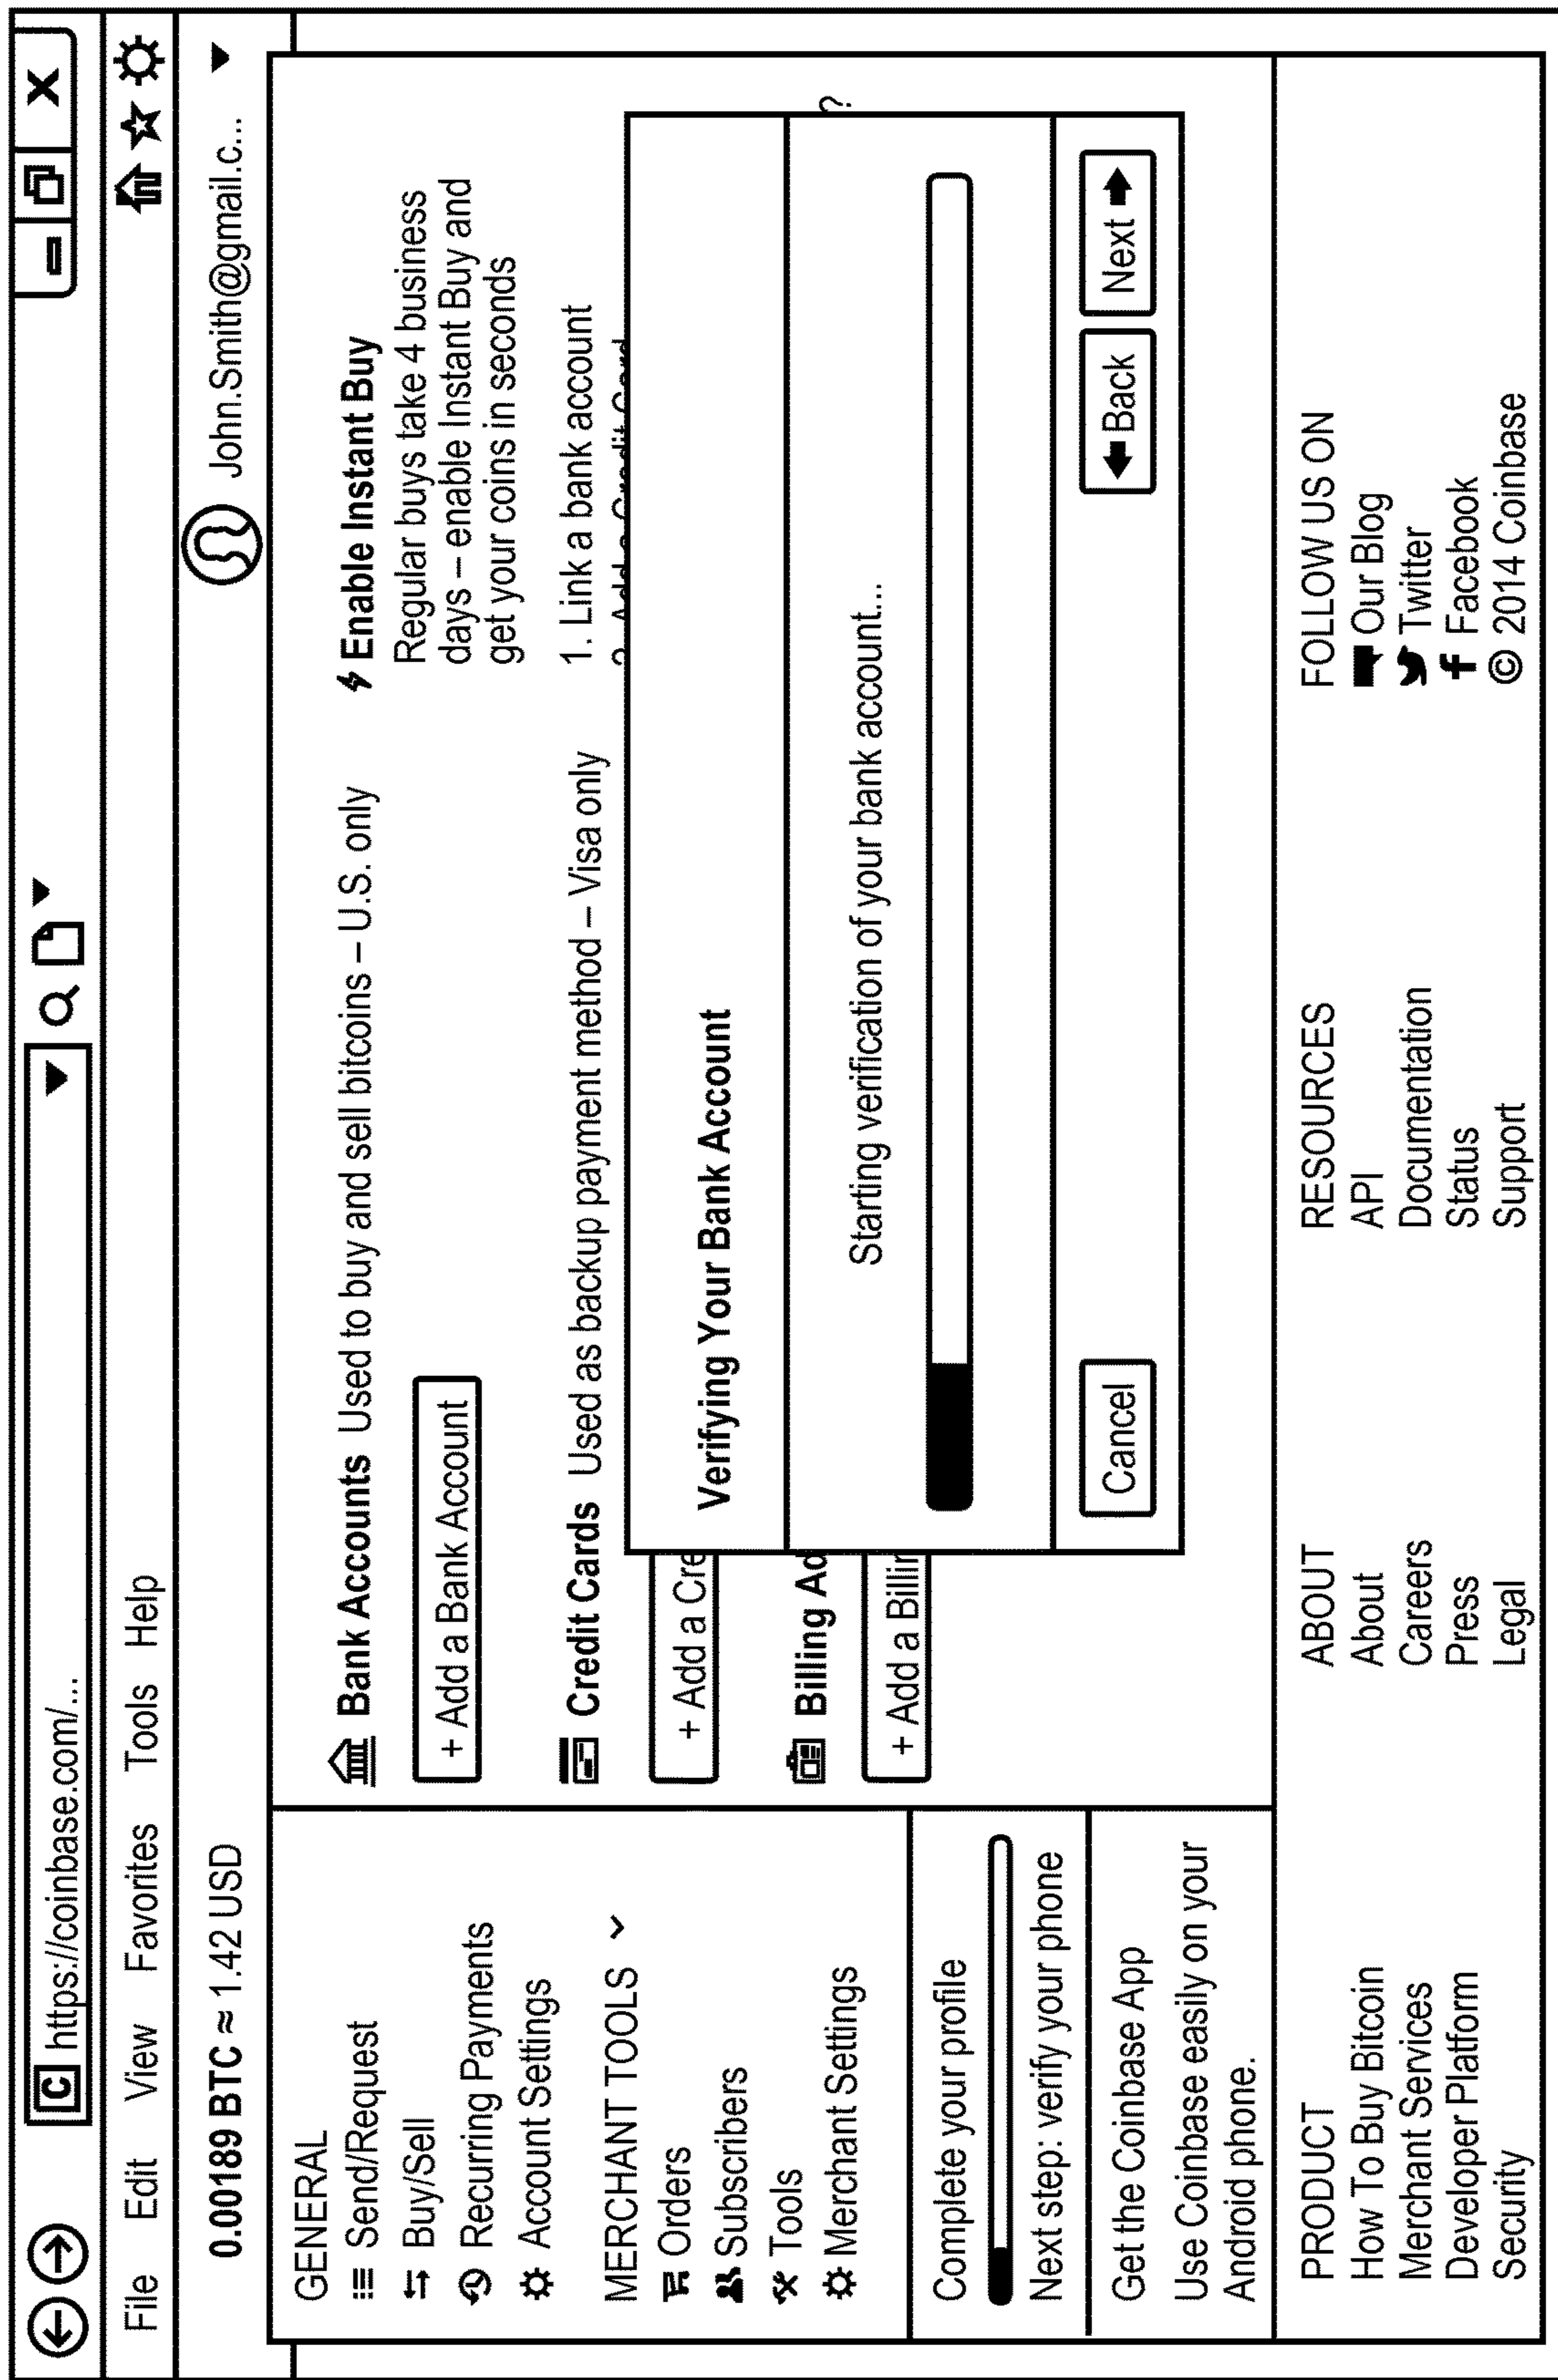 https://coinbase.com/...
X
File Edit View Favorites Tools Help
0.00189 BTC ≈ 1.42 USD
John.Smith@gmail.c...
GENERAL
Send/Request
Buy/Sell
Recurring Payments
Account Settings
MERCHANT TOOLS
Orders
Subscribers
Tools
Merchant Settings
Complete your profile
Next step: verify your phone
Get the Coinbase App
Use Coinbase easily on your
Android phone.
Bank Accounts Used to buy and sell bitcoins – U.S. only
+ Add a Bank Account
Credit Cards Used as backup payment method – Visa only
+ Add a Cre
Billing Ad
+ Add a Billin
Enable Instant Buy
Regular buys take 4 business
days – enable Instant Buy and
get your coins in seconds
1. Link a bank account
2. Add a Credit Card
?
Verifying Your Bank Account
Starting verification of your bank account...
Cancel
Back
Next
PRODUCT
How To Buy Bitcoin
Merchant Services
Developer Platform
Security
ABOUT
About
Careers
Press
Legal
RESOURCES
API
Documentation
Status
Support
FOLLOW US ON
Our Blog
Twitter
Facebook
© 2014 Coinbase